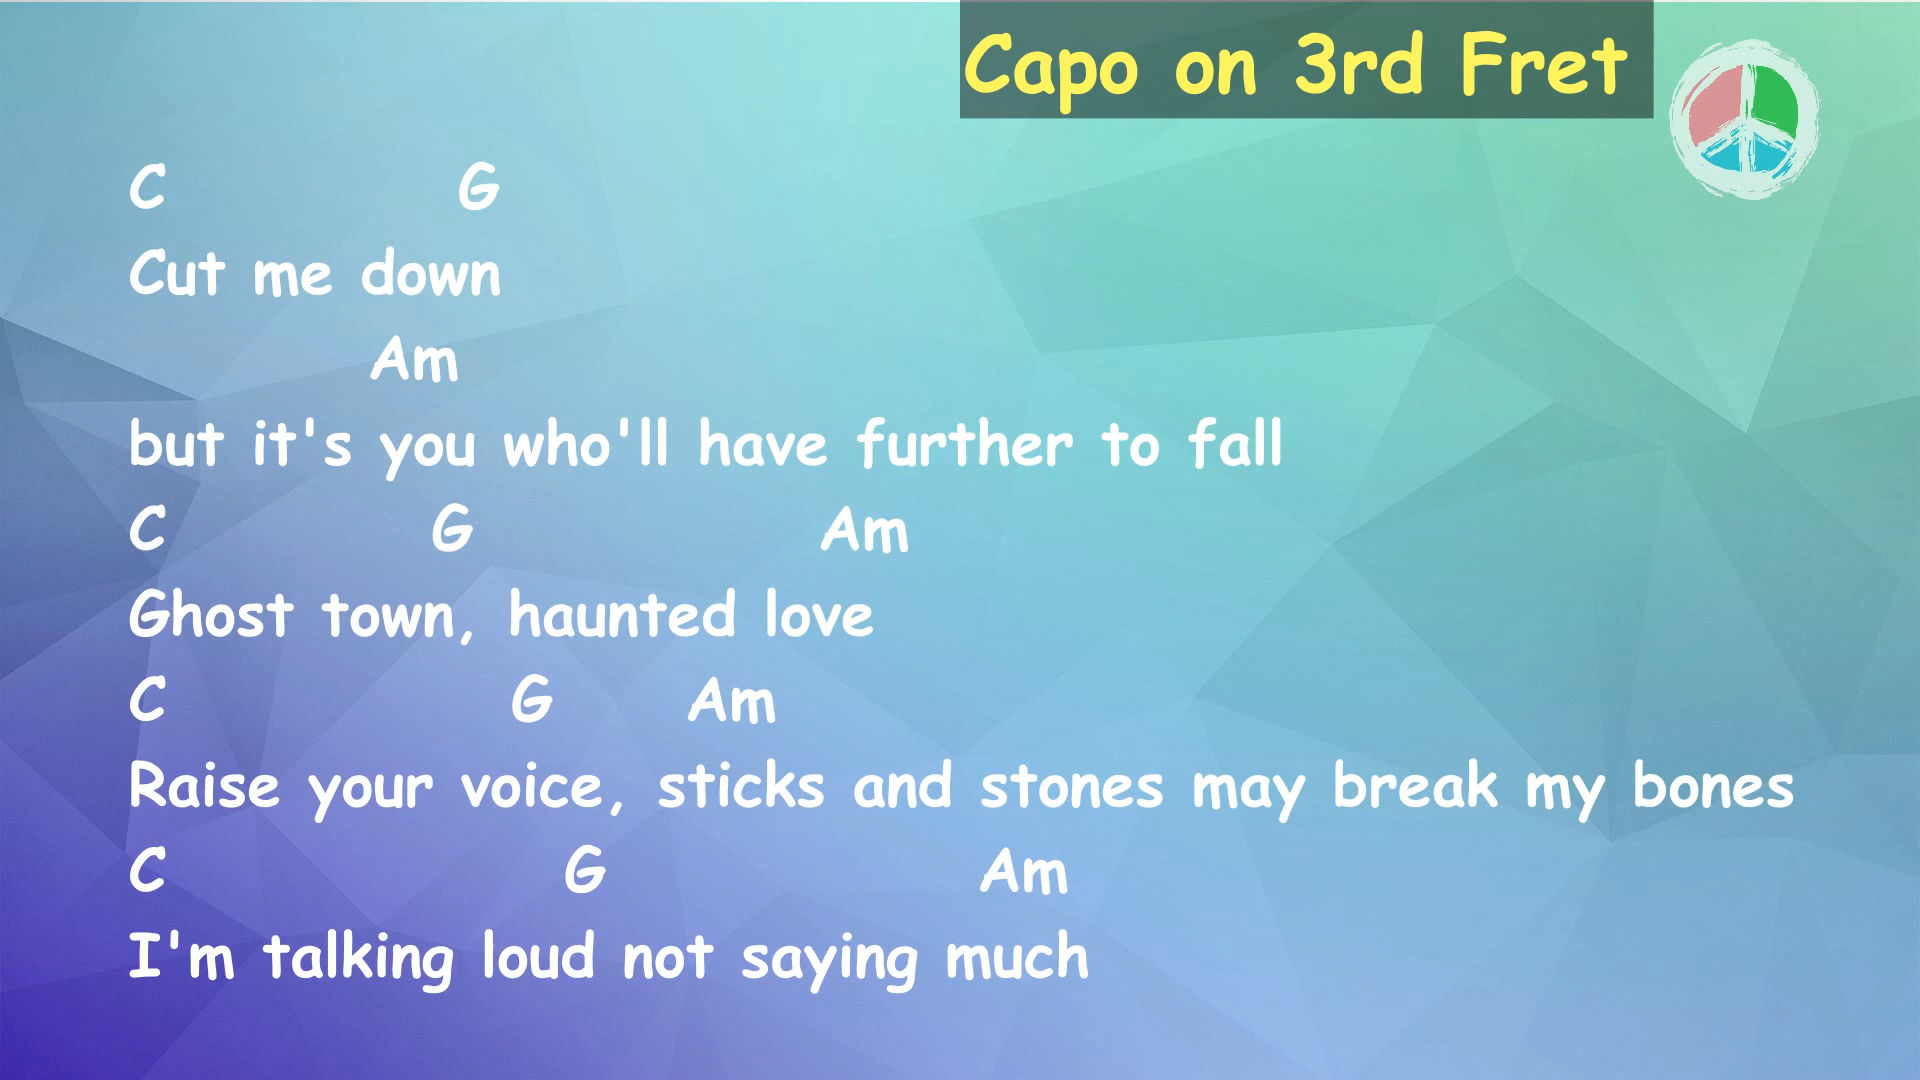 Capo on 3rd Fret
C G
Cut me down
Am
but it's you who'll have further to fall
C G Am
Ghost town, haunted love
C G Am
Raise your voice, sticks and stones may break my bones
C G Am
I'm talking loud not saying much